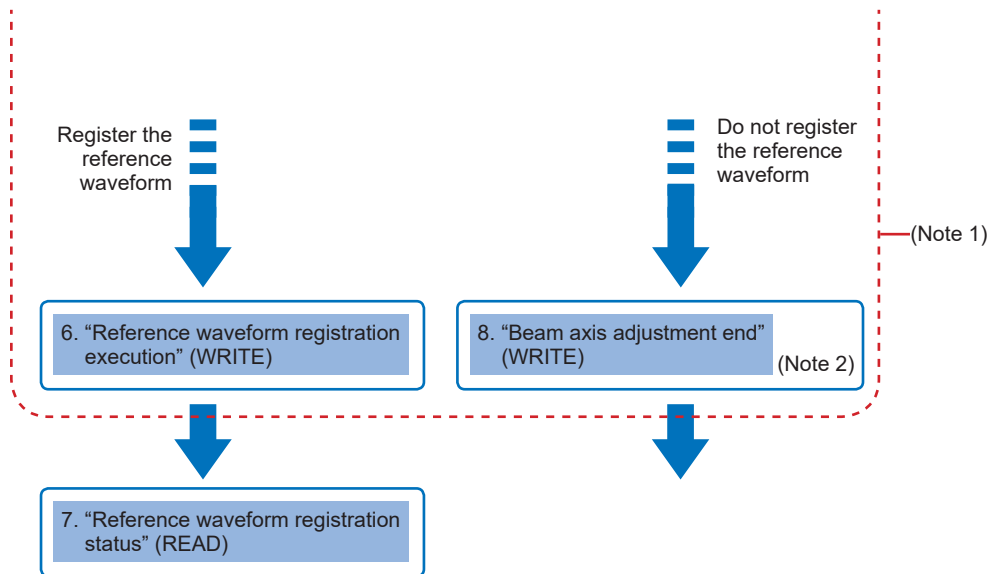 Register the
reference
waveform
Do not register
the reference
waveform
(Note 1)
6. “Reference waveform registration
execution” (WRITE)
8. “Beam axis adjustment end”
(WRITE)
(Note 2)
7. “Reference waveform registration
status” (READ)